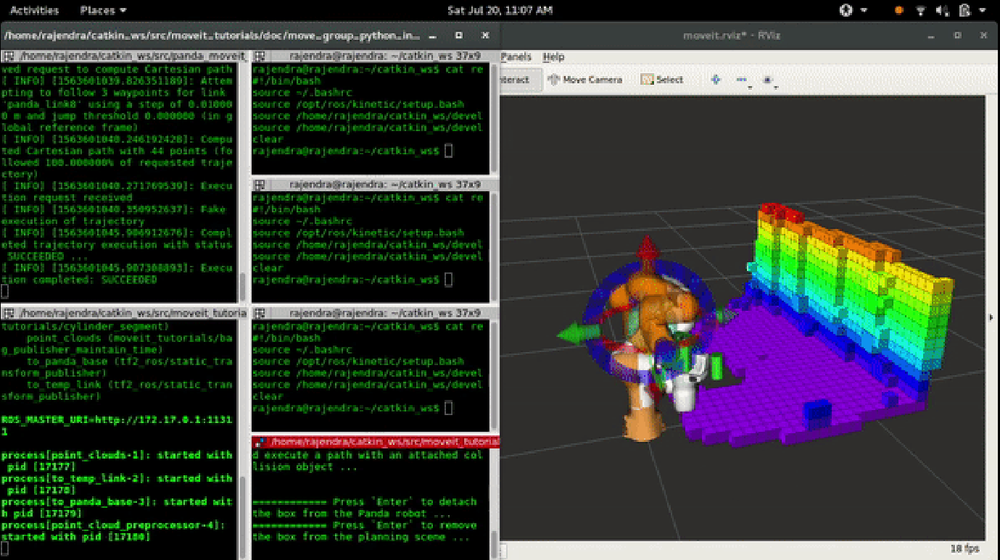 Activities Places ▾ Sat Jul 20, 11:07 AM
/home/rajendra/catkin_ws/src/moveit_tutorials/doc/move_group_python_in...
moveit.rviz* - RViz
/home/rajendra/catkin_ws/src/panda_moveit_
ved request to compute Cartesian path
[ INFO] [1563601039.826351189]: Attem
pting to follow 3 waypoints for link
'panda_link8' using a step of 0.01000
0 m and jump threshold 0.000000 (in g
lobal reference frame)
[ INFO] [1563601040.246192428]: Compu
ted Cartesian path with 44 points (fo
llowed 100.000000% of requested traje
ctory)
[ INFO] [1563601040.271769539]: Execu
tion request received
[ INFO] [1563601040.350952637]: Fake
execution of trajectory
[ INFO] [1563601045.906912676]: Compl
eted trajectory execution with status
SUCCEEDED ...
[ INFO] [1563601045.907308893]: Execu
tion completed: SUCCEEDED
/home/rajendra/catkin_ws/src/moveit_tutoria
tutorials/cylinder_segment)
point_clouds (moveit_tutorials/ba
g_publisher_maintain_time)
to_panda_base (tf2_ros/static_tra
nsform_publisher)
to_temp_link (tf2_ros/static_tran
sform_publisher)
ROS_MASTER_URI=http://172.17.0.1:1131
1
process[point_clouds-1]: started with
pid [17177]
process[to_temp_link-2]: started with
pid [17178]
process[to_panda_base-3]: started wit
h pid [17179]
process[point_cloud_preprocessor-4]:
started with pid [17180]
rajendra@rajendra: ~/catkin_ws 37x9
rajendra@rajendra:~/catkin_ws$ cat re
#!/bin/bash
source ~/.bashrc
source /opt/ros/kinetic/setup.bash
source /home/rajendra/catkin_ws/devel
source /home/rajendra/catkin_ws/devel
clear
rajendra@rajendra:~/catkin_ws$
rajendra@rajendra: ~/catkin_ws 37x9
rajendra@rajendra:~/catkin_ws$ cat re
#!/bin/bash
source ~/.bashrc
source /opt/ros/kinetic/setup.bash
source /home/rajendra/catkin_ws/devel
source /home/rajendra/catkin_ws/devel
clear
rajendra@rajendra:~/catkin_ws$
rajendra@rajendra: ~/catkin_ws 37x9
rajendra@rajendra:~/catkin_ws$ cat re
#!/bin/bash
source ~/.bashrc
source /opt/ros/kinetic/setup.bash
source /home/rajendra/catkin_ws/devel
source /home/rajendra/catkin_ws/devel
clear
rajendra@rajendra:~/catkin_ws$
/home/rajendra/catkin_ws/src/moveit_tutorial
d execute a path with an attached col
lision object ...
============ Press `Enter` to detach
the box from the Panda robot ...
============ Press `Enter` to remove
the box from the planning scene ...
Panels Help
nteract Move Camera Select
18 fps